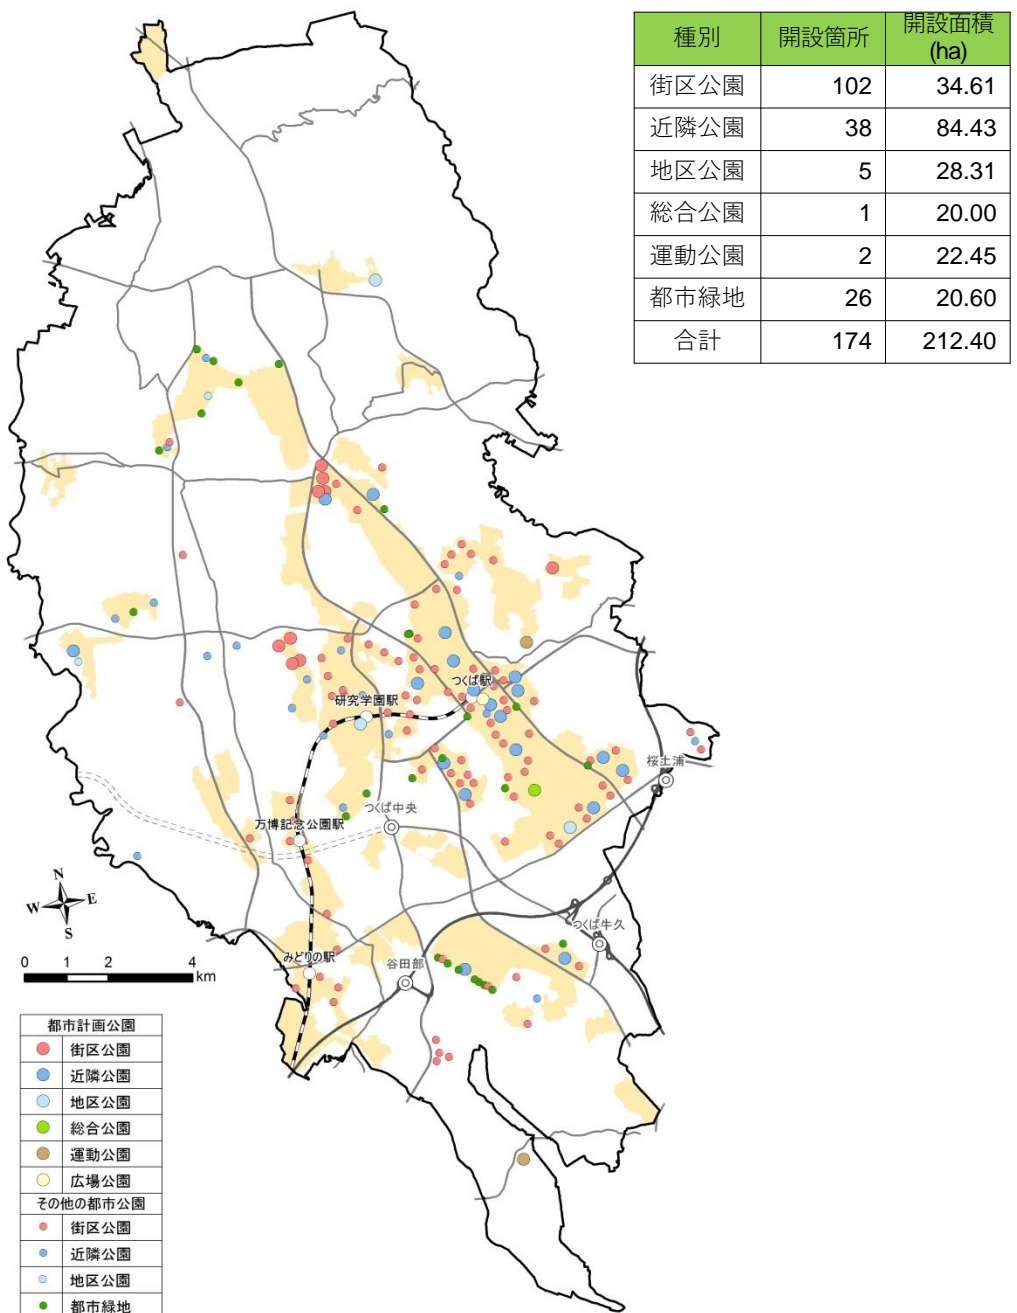 種別 開設箇所 開設面積
(ha)
街区公園 102 34.61
近隣公園 38 84.43
地区公園 5 28.31
総合公園 1 20.00
運動公園 2 22.45
都市緑地 26 20.60
合計 174 212.40
つくば駅
研究学園駅
桜土浦
つくば中央
万博記念公園駅
N
W E
S
つくば牛久
みどりの駅
谷田部
0 1 2 4
km
都市計画公園
街区公園
近隣公園
地区公園
総合公園
運動公園
広場公園
その他の都市公園
街区公園
近隣公園
地区公園
都市緑地